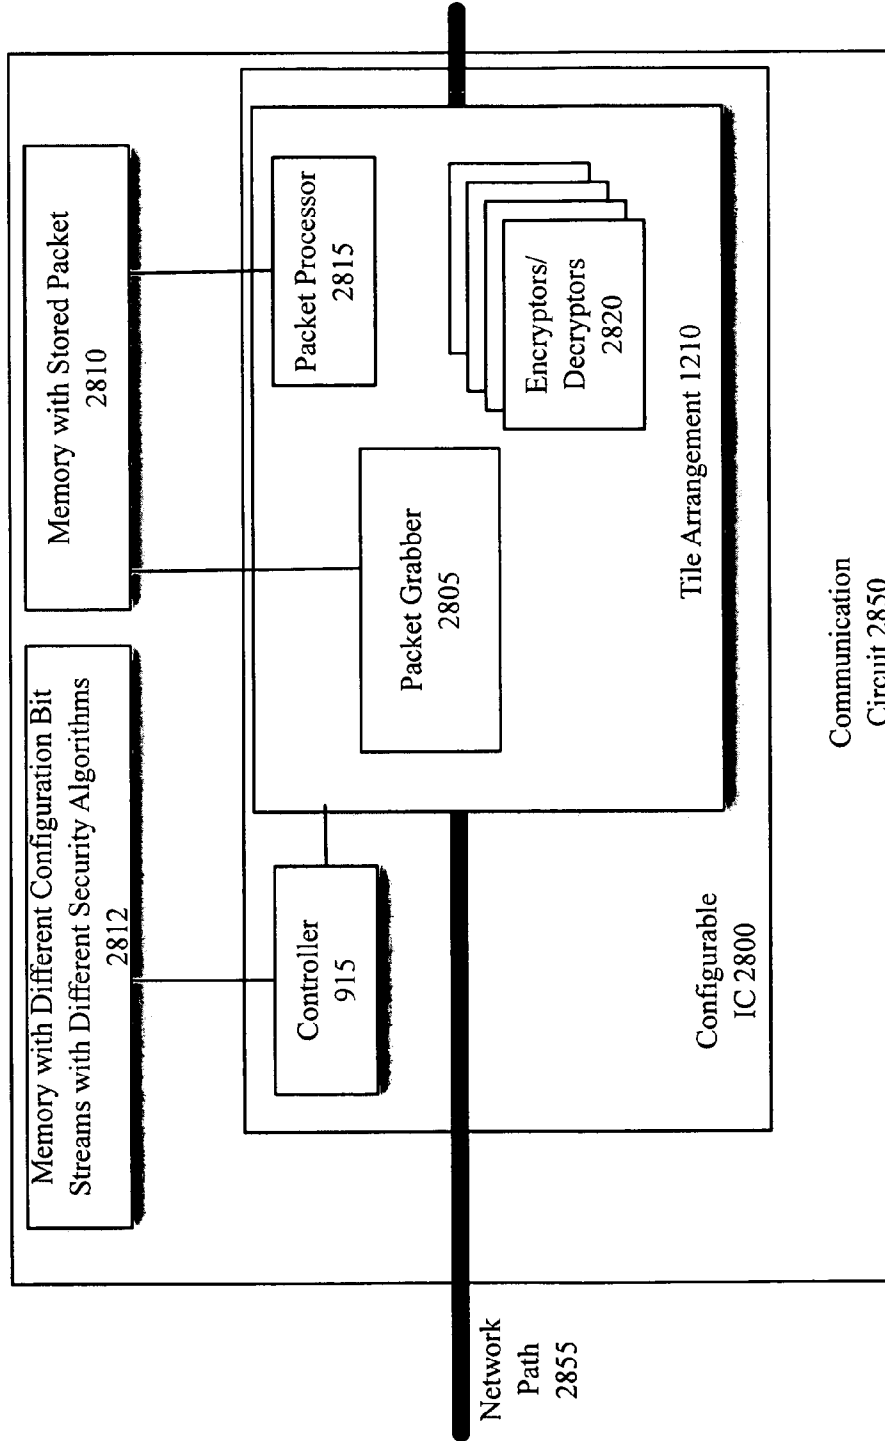 Memory with Different Configuration Bit
Streams with Different Security Algorithms
2812
Memory with Stored Packet
2810
Controller
915
Packet Grabber
2805
Packet Processor
2815
Encryptors/
Decryptors
2820
Tile Arrangement 1210
Configurable
IC 2800
Network
Path
2855
Communication
Circuit 2850